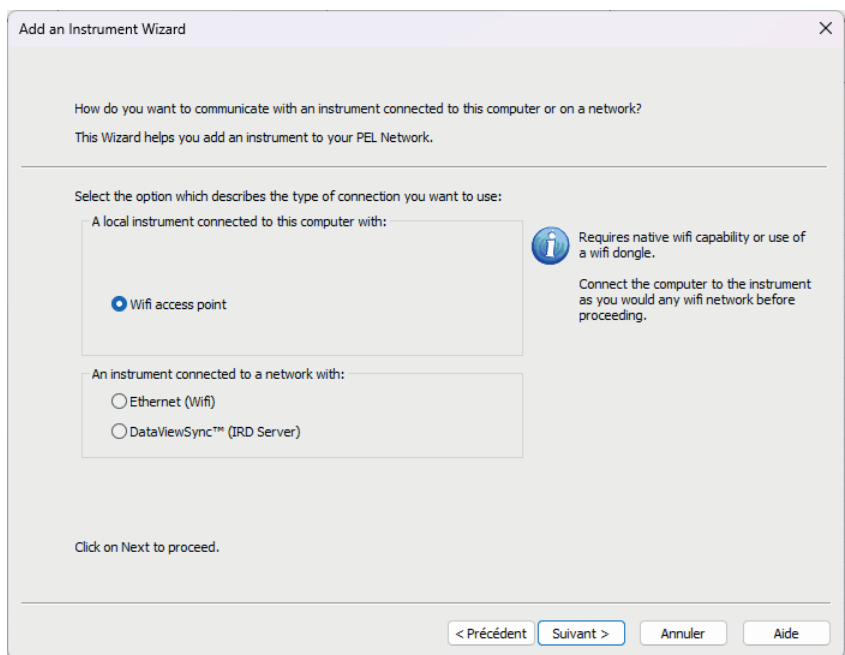 Add an Instrument Wizard
How do you want to communicate with an instrument connected to this computer or on a network?
This Wizard helps you add an instrument to your PEL Network.
Select the option which describes the type of connection you want to use:
A local instrument connected to this computer with:
Wifi access point
Requires native wifi capability or use of
a wifi dongle.
Connect the computer to the instrument
as you would any wifi network before
proceeding.
An instrument connected to a network with:
Ethernet (Wifi)
DataViewSync™ (IRD Server)
Click on Next to proceed.
< Précédent
Suivant >
Annuler
Aide